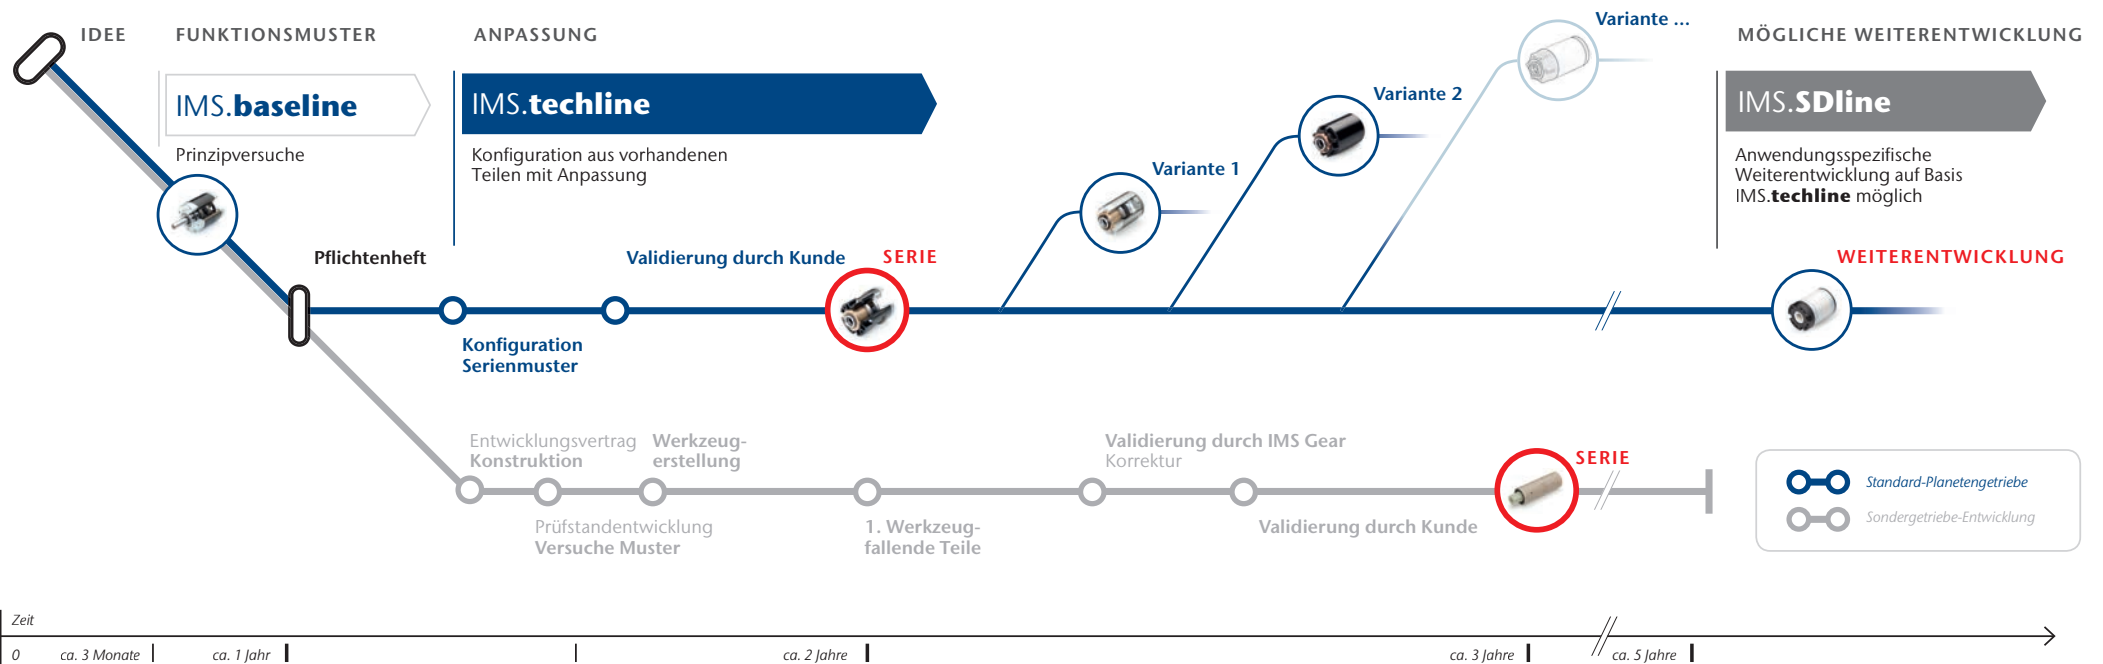 IDEE
FUNKTIONSMUSTER
ANPASSUNG
Variante ...
MÖGLICHE WEITERENTWICKLUNG
IMS.baseline
IMS.techline
Variante 2
IMS.SDline
Prinzipversuche
Konfiguration aus vorhandenen
Teilen mit Anpassung
Variante 1
Anwendungsspezifische
Weiterentwicklung auf Basis
IMS.techline möglich
Pflichtenheft
Validierung durch Kunde
SERIE
WEITERENTWICKLUNG
Konfiguration
Serienmuster
Entwicklungsvertrag
Konstruktion
Werkzeug-
erstellung
Validierung durch IMS Gear
Korrektur
SERIE
Prüfstandentwicklung
Versuche Muster
1. Werkzeug-
fallende Teile
Validierung durch Kunde
Standard-Planetengetriebe
Sondergetriebe-Entwicklung
Zeit
0
ca. 3 Monate
ca. 1 Jahr
ca. 2 Jahre
ca. 3 Jahre
ca. 5 Jahre